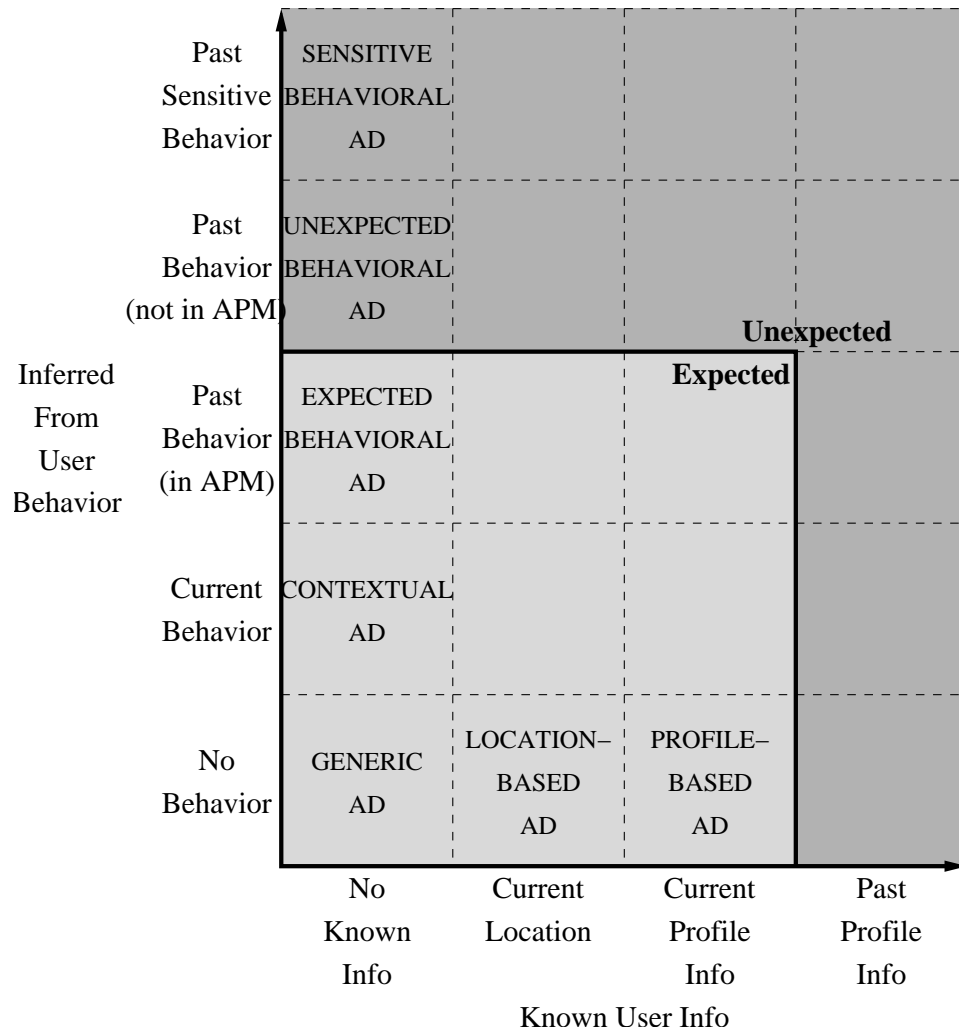 Past
Sensitive
Behavior
SENSITIVE
BEHAVIORAL
AD
Past
Behavior
(not in APM)
UNEXPECTED
BEHAVIORAL
AD
Unexpected
Expected
Inferred
From
User
Behavior
Past
Behavior
(in APM)
EXPECTED
BEHAVIORAL
AD
Current
Behavior
CONTEXTUAL
AD
No
Behavior
GENERIC
AD
LOCATION–
BASED
AD
PROFILE–
BASED
AD
No
Known
Info
Current
Location
Current
Profile
Info
Past
Profile
Info
Known User Info